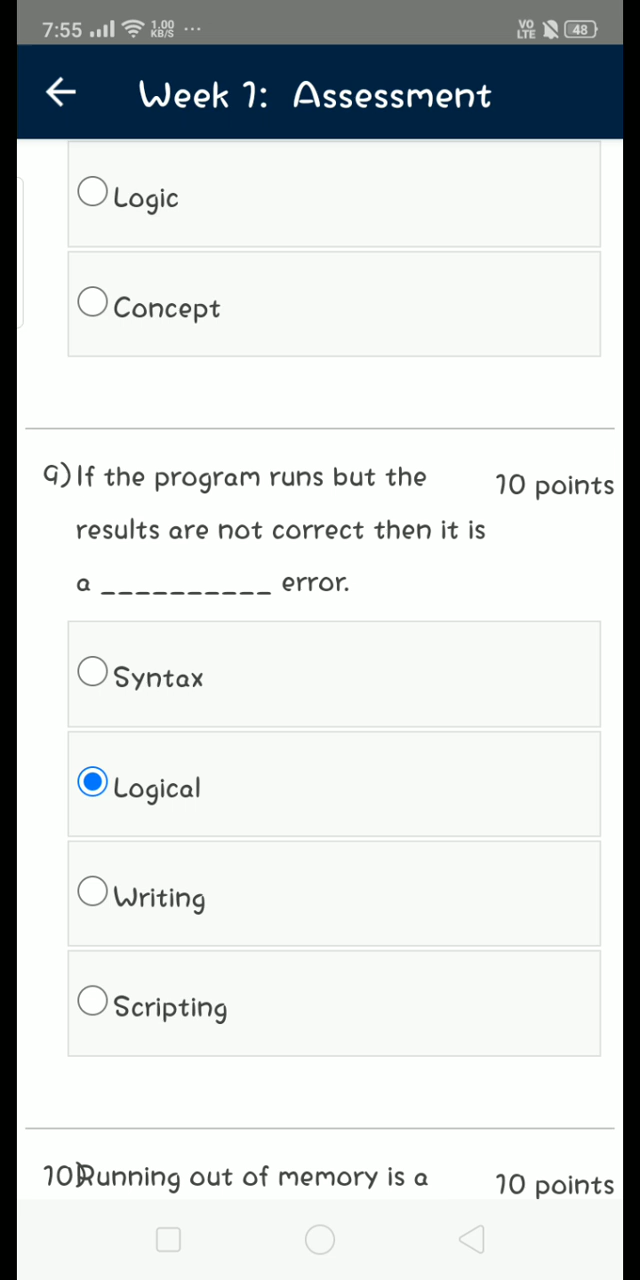 7:55 1.00 KB/S ... VO LTE 48
Week 1: Assessment
Logic
Concept
9) If the program runs but the 10 points
results are not correct then it is
a __________ error.
Syntax
Logical
Writing
Scripting
10) Running out of memory is a 10 points